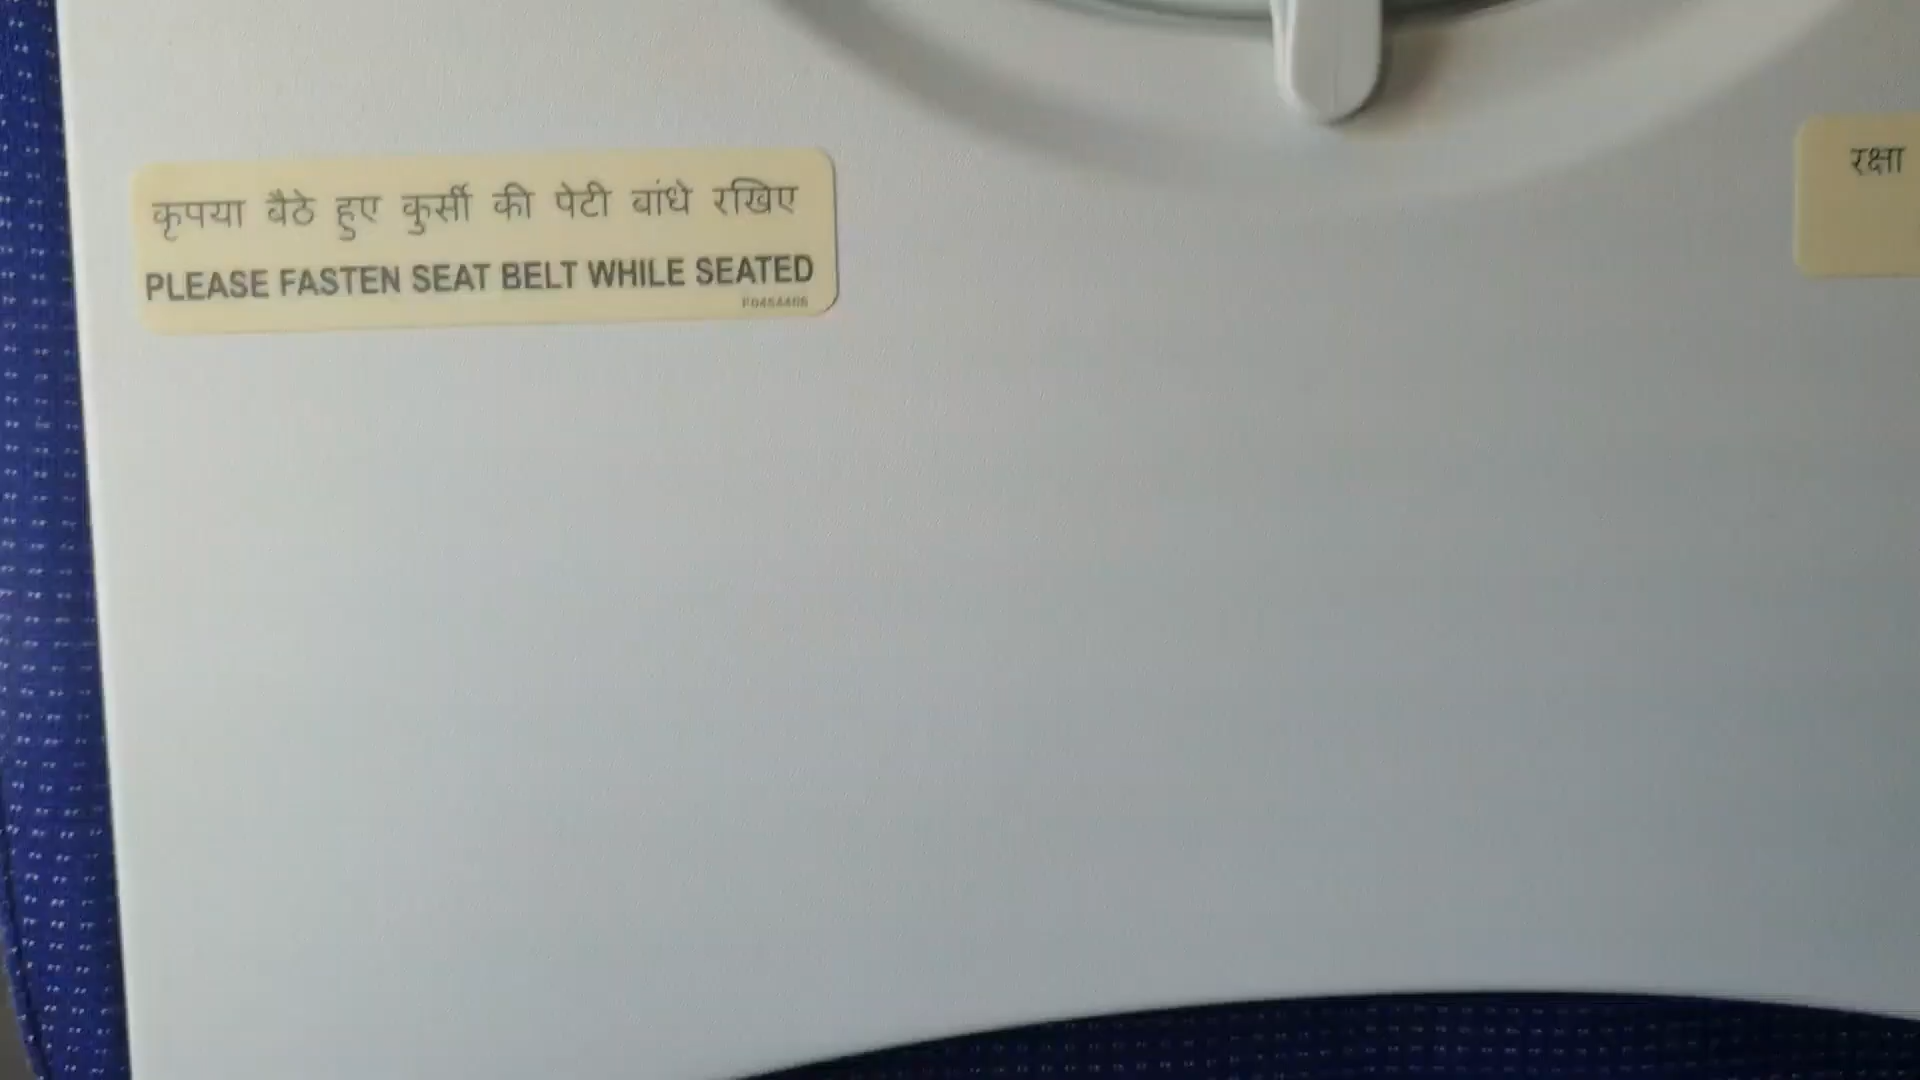 कृपया बैठे हुए कुर्सी की पेटी बांधे रखिए
PLEASE FASTEN SEAT BELT WHILE SEATED
रक्षा